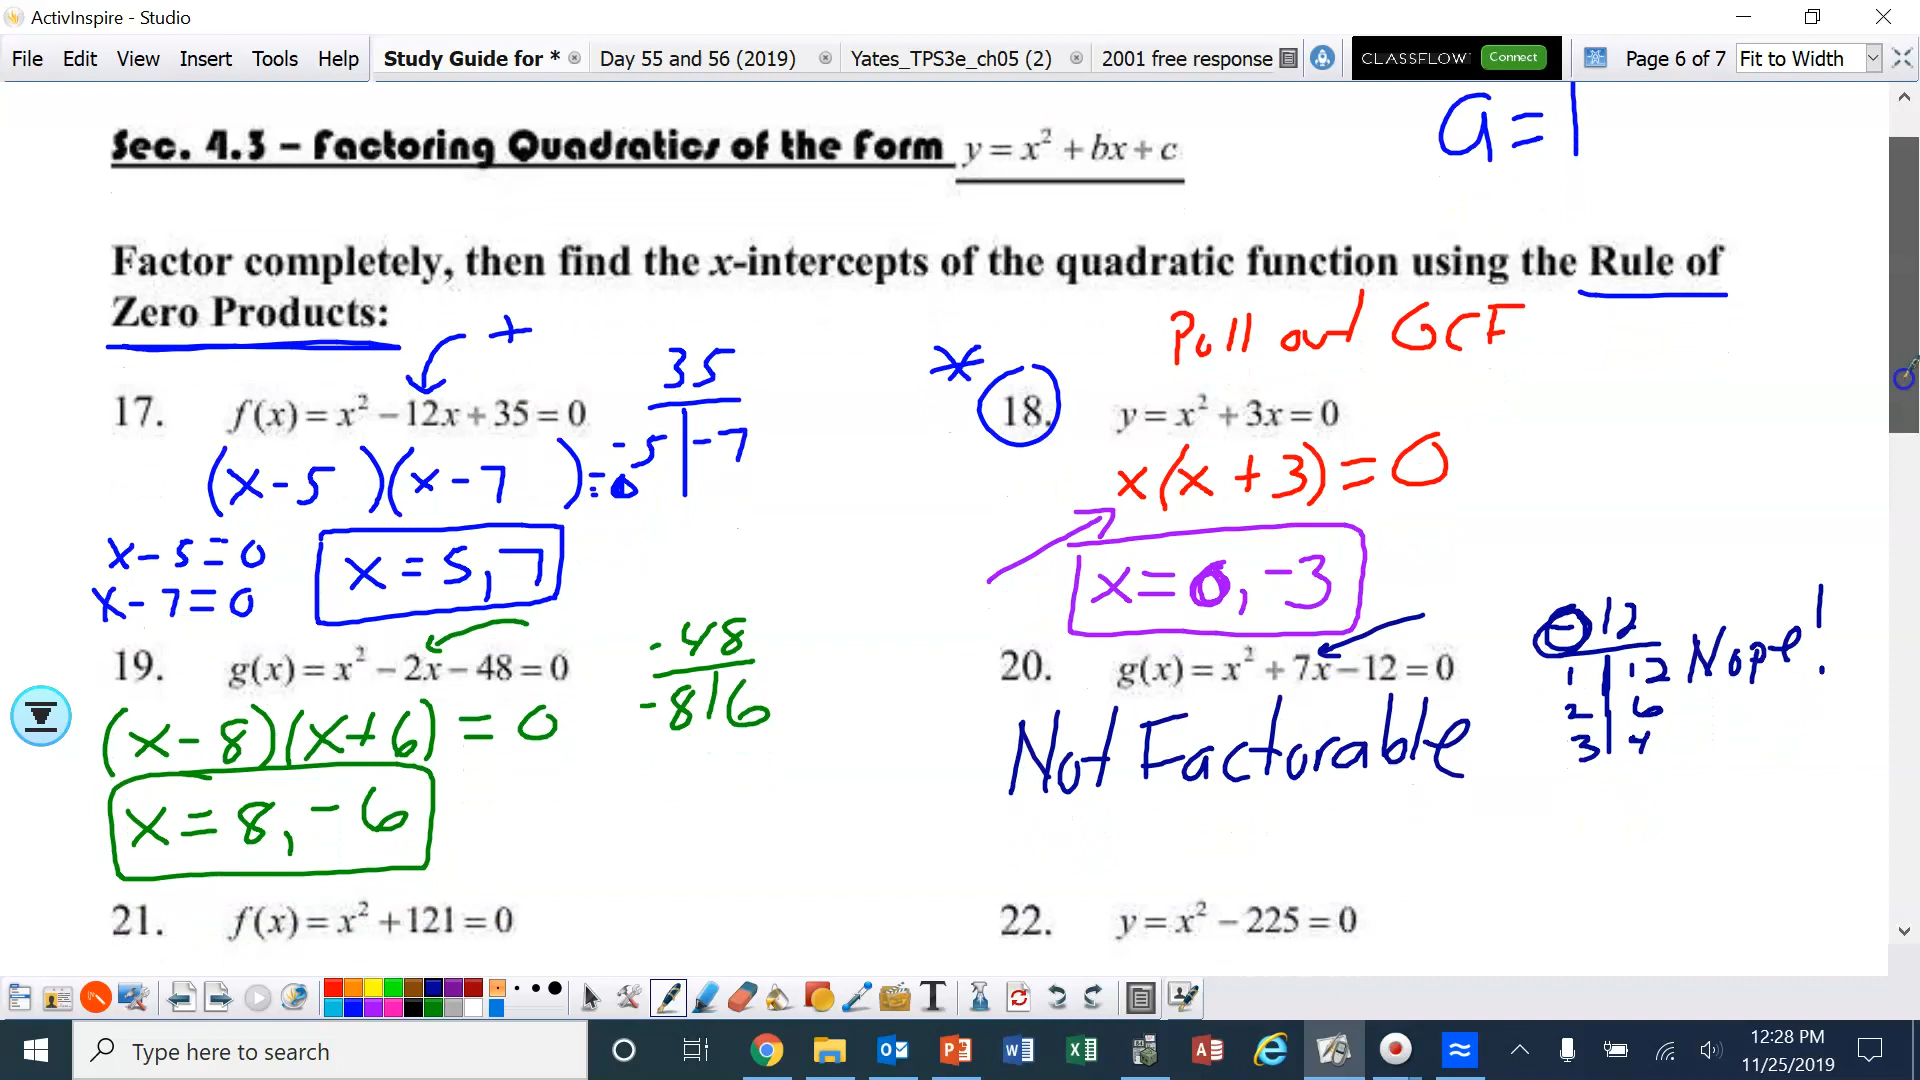 ActivInspire - Studio
File Edit View Insert Tools Help Study Guide for * Day 55 and 56 (2019) Yates_TPS3e_ch05 (2) 2001 free response CLASSFLOW Connect Page 6 of 7 Fit to Width
a = 1
Sec. 4.3 – Factoring Quadratics of the Form y = x² + bx + c
Factor completely, then find the x-intercepts of the quadratic function using the Rule of
Zero Products:
+
Pull out GCF
35
-5 | -7
17. f(x) = x² − 12x + 35 = 0
(x - 5 )(x - 7 ) = 0
x - 5 = 0
x - 7 = 0
x = 5, 7
* 18. y = x² + 3x = 0
x(x + 3) = 0
x = 0, -3
19. g(x) = x² − 2x − 48 = 0
-48
-8 | 6
(x - 8)(x + 6) = 0
x = 8, -6
20. g(x) = x² + 7x − 12 = 0
Not Factorable
-12
1 | 12
2 | 6
3 | 4
Nope!
21. f(x) = x² + 121 = 0
22. y = x² − 225 = 0
Type here to search
12:28 PM
11/25/2019